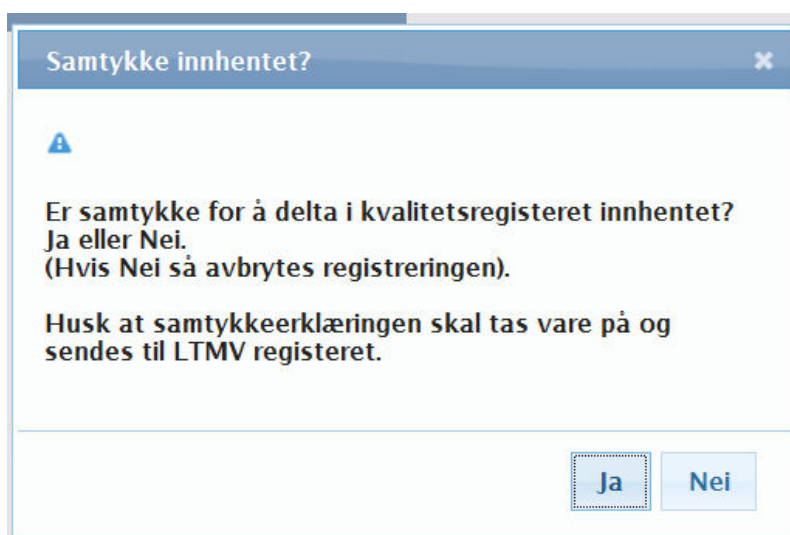 Samtykke innhentet?
Er samtykke for å delta i kvalitetsregisteret innhentet?
Ja eller Nei.
(Hvis Nei så avbrytes registreringen).
Husk at samtykkeerklæringen skal tas vare på og
sendes til LTMV registeret.
Ja Nei